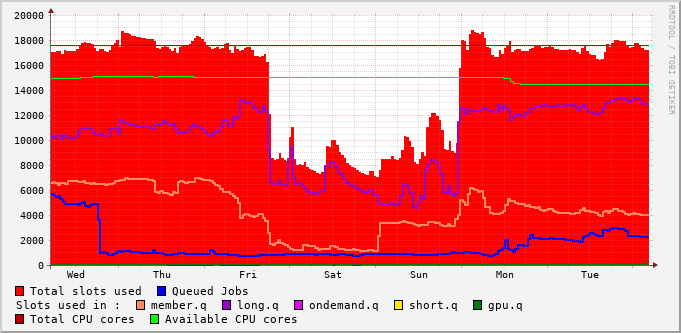 20000
18000
16000
14000
12000
10000
8000
6000
4000
2000
0
Wed Thu Fri Sat Sun Mon Tue
RRDTOOL / TOBI OETIKER
Total slots used Queued Jobs
Slots used in : member.q long.q ondemand.q short.q gpu.q
Total CPU cores Available CPU cores